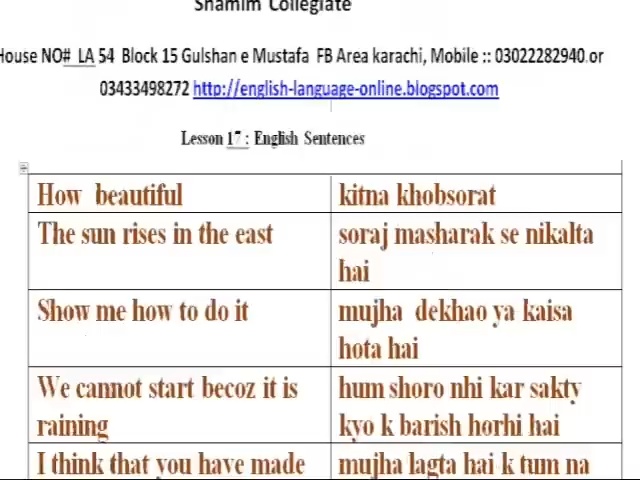 Shamim Collegiate
House NO# LA 54 Block 15 Gulshan e Mustafa FB Area karachi, Mobile :: 03022282940.or
03433498272 http://english-language-online.blogspot.com
Lesson 17 : English Sentences
How beautiful
kitna khobsorat
The sun rises in the east
soraj masharak se nikalta
hai
Show me how to do it
mujha dekhao ya kaisa
hota hai
We cannot start becoz it is
raining
hum shoro nhi kar sakty
kyo k barish horhi hai
I think that you have made
mujha lagta hai k tum na